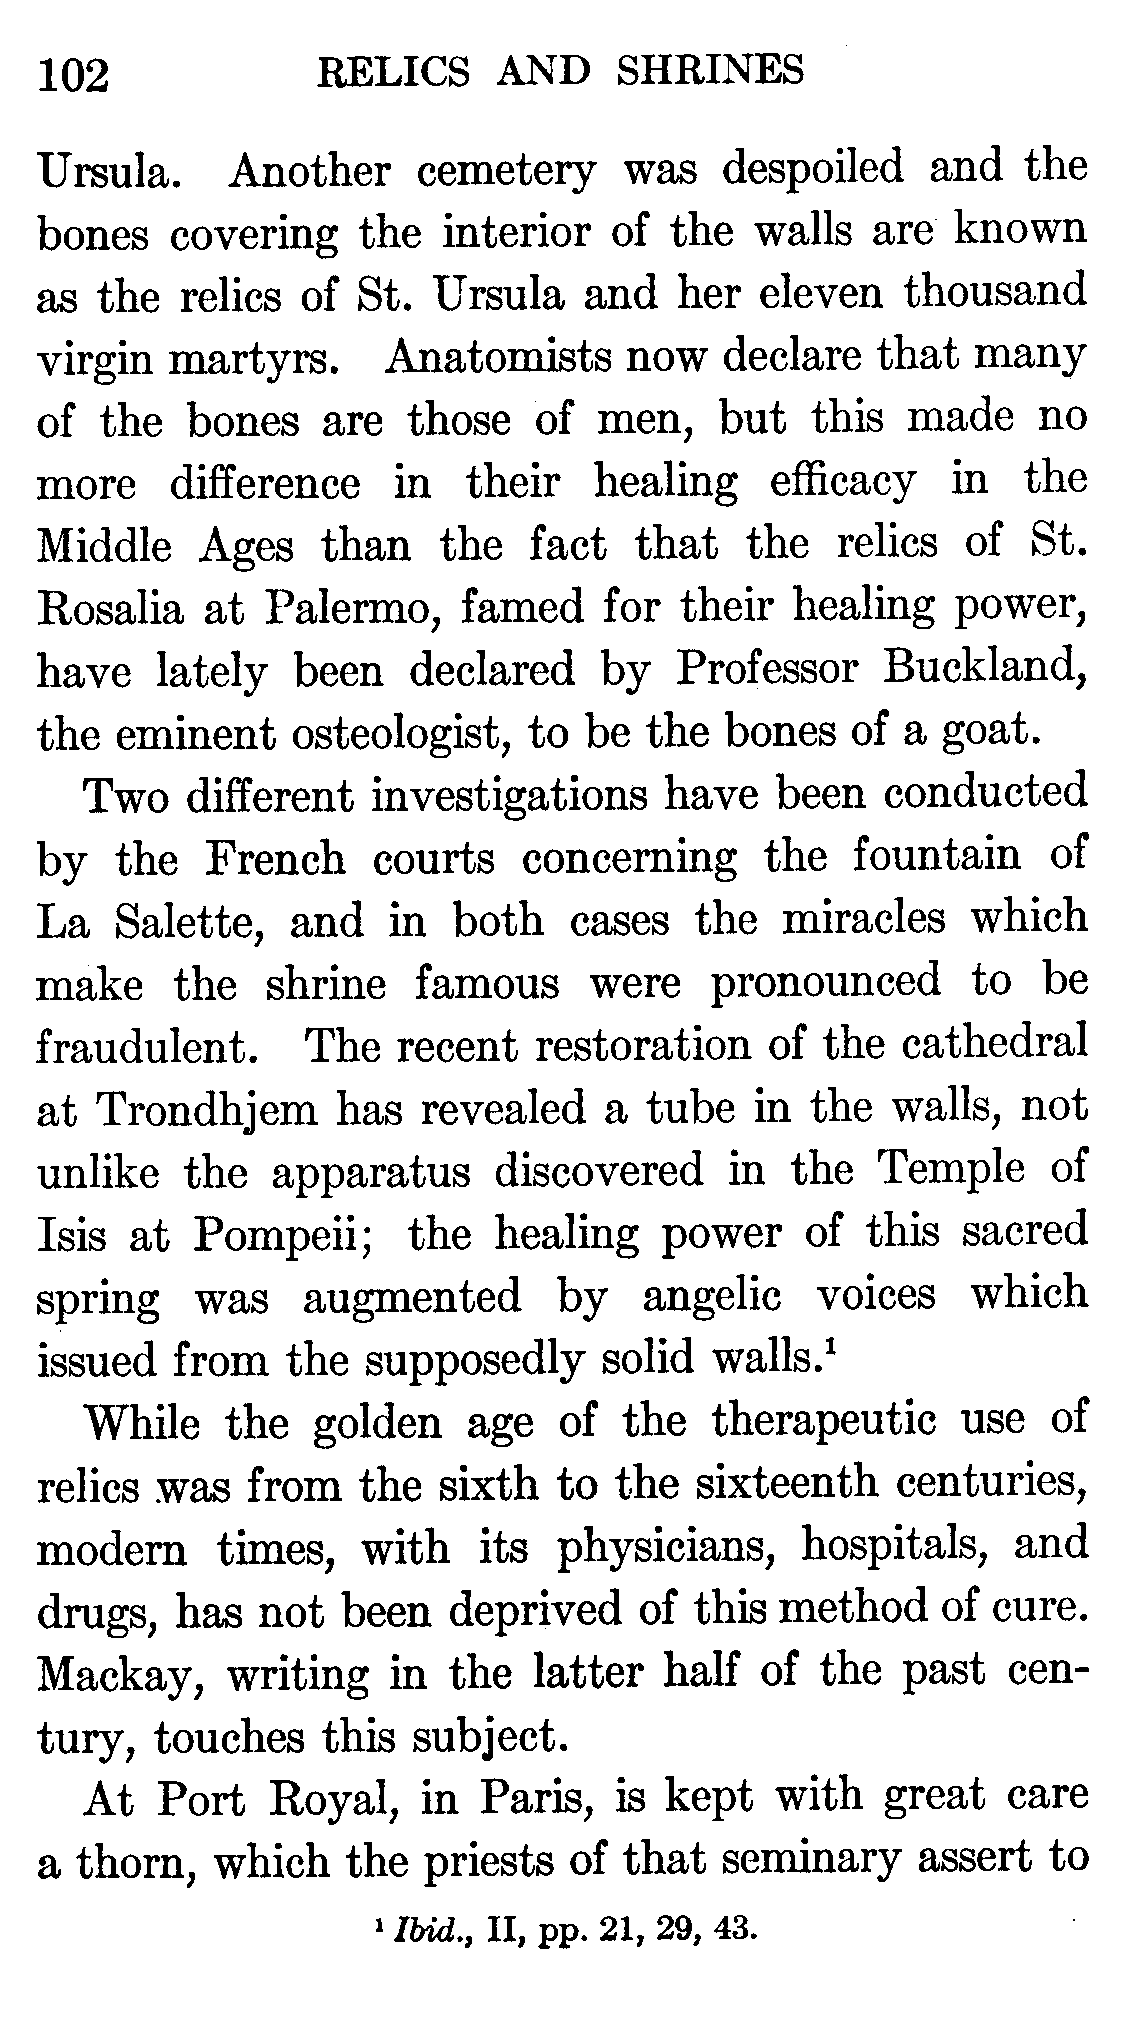 102 RELICS AND SHRINES
Ursula. Another cemetery was despoiled and the
bones covering the interior of the walls are known
as the relics of St. Ursula and her eleven thousand
virgin martyrs. Anatomists now declare that many
of the bones are those of men, but this made no
more difference in their healing efficacy in the
Middle Ages than the fact that the relics of St.
Rosalia at Palermo, famed for their healing power,
have lately been declared by Professor Buckland,
the eminent osteologist, to be the bones of a goat.
Two different investigations have been conducted
by the French courts concerning the fountain of
La Salette, and in both cases the miracles which
make the shrine famous were pronounced to be
fraudulent. The recent restoration of the cathedral
at Trondhjem has revealed a tube in the walls, not
unlike the apparatus discovered in the Temple of
Isis at Pompeii; the healing power of this sacred
spring was augmented by angelic voices which
issued from the supposedly solid walls.¹
While the golden age of the therapeutic use of
relics was from the sixth to the sixteenth centuries,
modern times, with its physicians, hospitals, and
drugs, has not been deprived of this method of cure.
Mackay, writing in the latter half of the past cen-
tury, touches this subject.
At Port Royal, in Paris, is kept with great care
a thorn, which the priests of that seminary assert to
¹ Ibid., II, pp. 21, 29, 43.